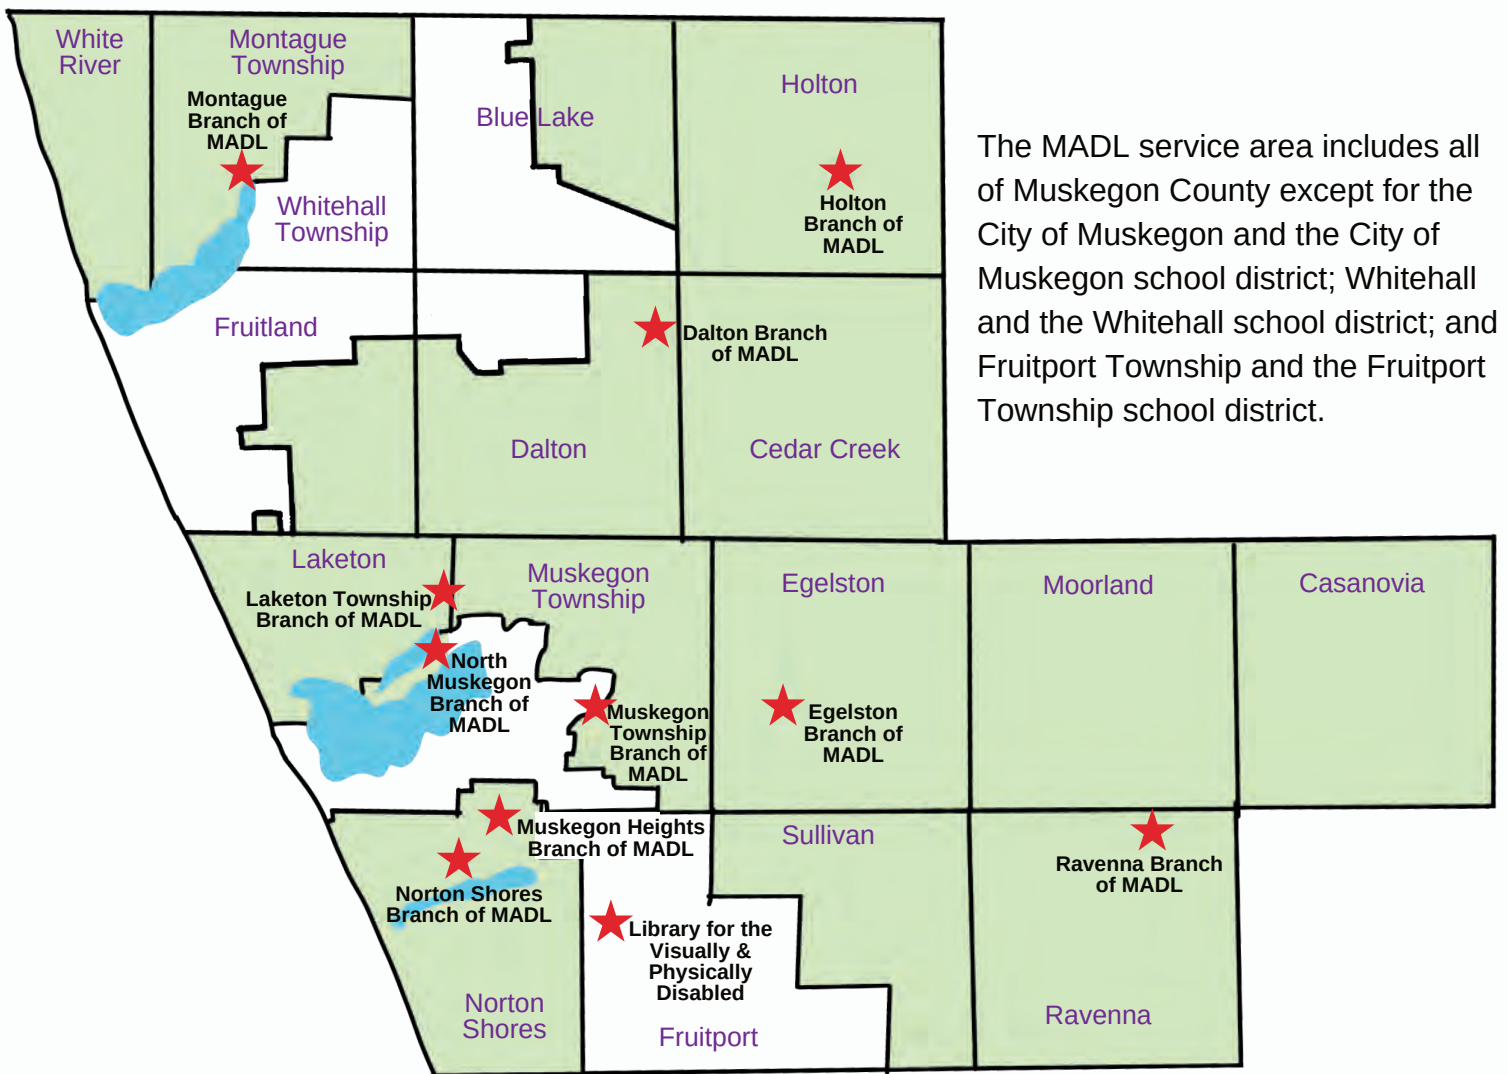 White
River
Montague
Township
Montague
Branch of
MADL
Blue Lake
Holton
Holton
Branch of
MADL
Whitehall
Township
The MADL service area includes all
of Muskegon County except for the
City of Muskegon and the City of
Muskegon school district; Whitehall
and the Whitehall school district; and
Fruitport Township and the Fruitport
Township school district.
Fruitland
Dalton Branch
of MADL
Dalton
Cedar Creek
Laketon
Laketon Township
Branch of MADL
Muskegon
Township
Egelston
Moorland
Casanovia
North
Muskegon
Branch of
MADL
Muskegon
Township
Branch of
MADL
Egelston
Branch of
MADL
Muskegon Heights
Branch of MADL
Sullivan
Ravenna Branch
of MADL
Norton Shores
Branch of MADL
Library for the
Visually &
Physically
Disabled
Norton
Shores
Fruitport
Ravenna